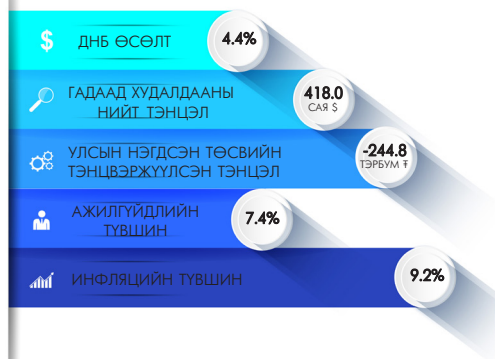 $
ДНБ ӨСӨЛТ
4.4%
ГАДААД ХУДАЛДААНЫ
НИЙТ ТЭНЦЭЛ
418.0
САЯ $
УЛСЫН НЭГДСЭН ТӨСВИЙН
ТЭНЦВЭРЖҮҮЛСЭН ТЭНЦЭЛ
-244.8
ТЭРБУМ ₮
АЖИЛГҮЙДЛИЙН
ТҮВШИН
7.4%
ИНФЛЯЦИЙН ТҮВШИН
9.2%